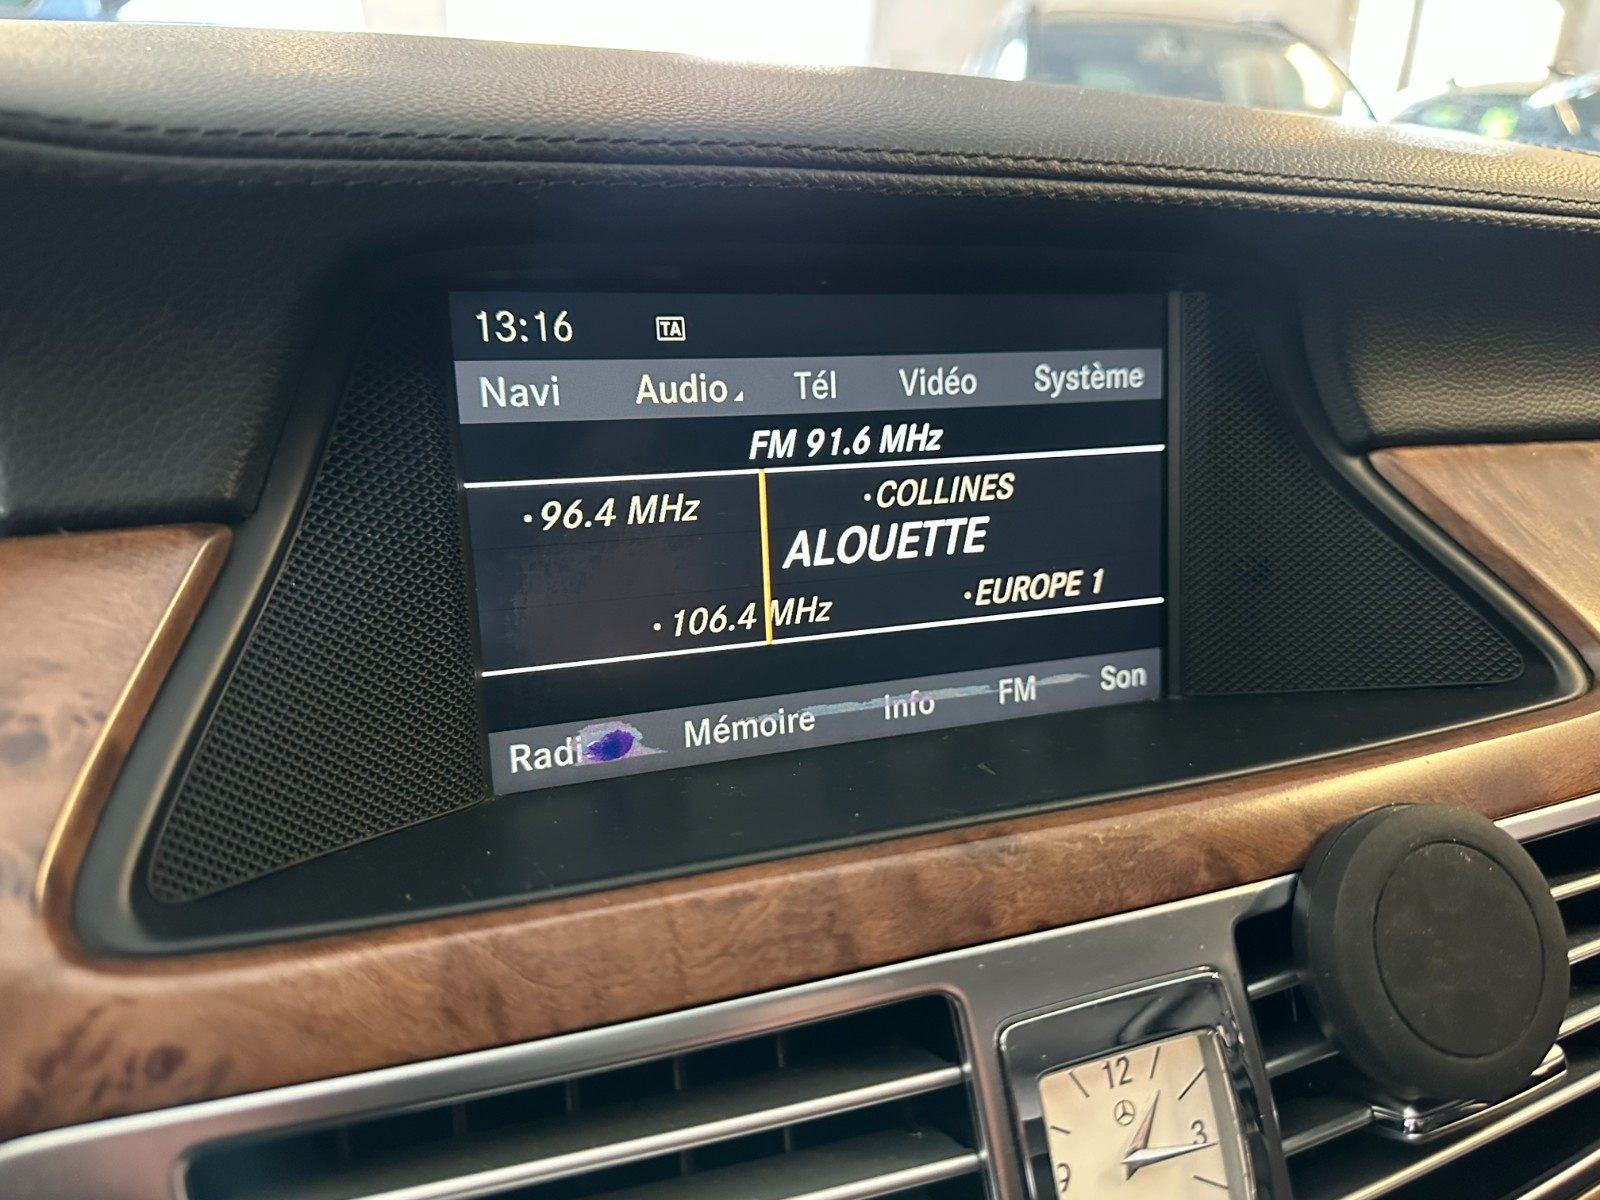 13:16 TA
Navi Audio Tél Vidéo Système
FM 91.6 MHz
·96.4 MHz ·COLLINES
ALOUETTE
·106.4 MHz ·EUROPE 1
Radi Mémoire Info FM Son
12
3
9